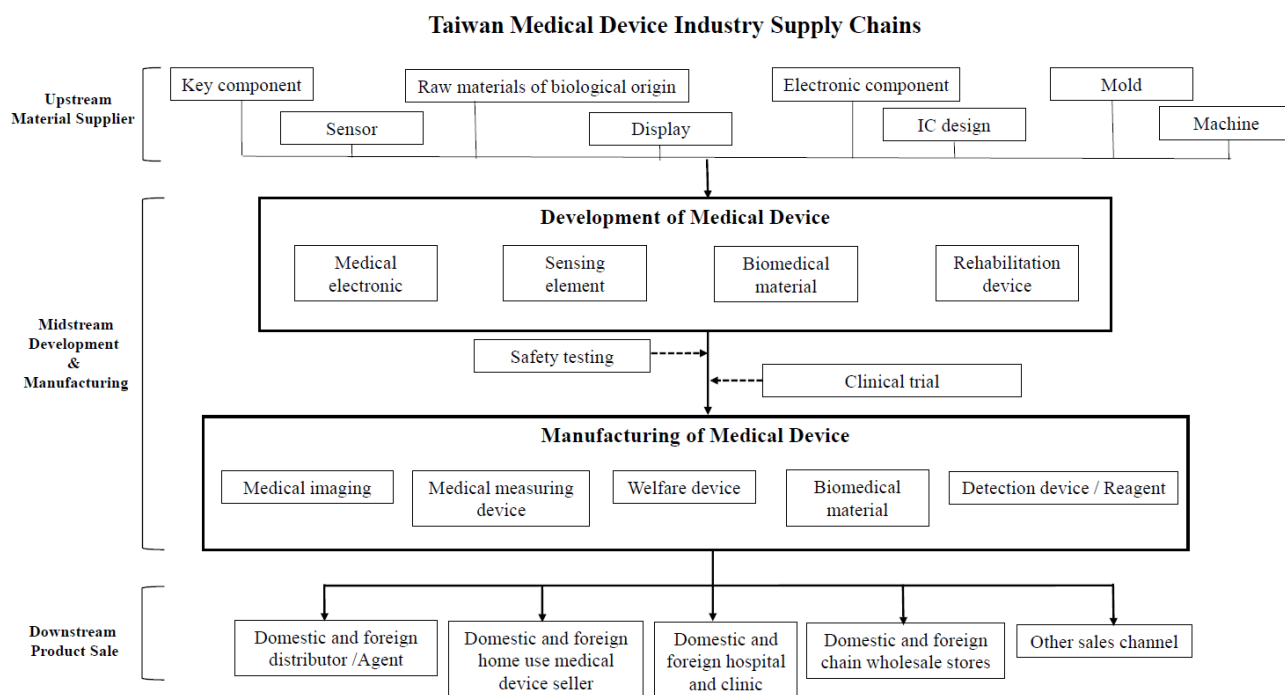 Taiwan Medical Device Industry Supply Chains
Upstream
Material Supplier
Key component
Raw materials of biological origin
Electronic component
Mold
Sensor
Display
IC design
Machine
Midstream
Development
&
Manufacturing
Development of Medical Device
Medical
electronic
Sensing
element
Biomedical
material
Rehabilitation
device
Safety testing
Clinical trial
Manufacturing of Medical Device
Medical imaging
Medical measuring
device
Welfare device
Biomedical
material
Detection device / Reagent
Downstream
Product Sale
Domestic and foreign
distributor /Agent
Domestic and foreign
home use medical
device seller
Domestic and
foreign hospital
and clinic
Domestic and foreign
chain wholesale stores
Other sales channel